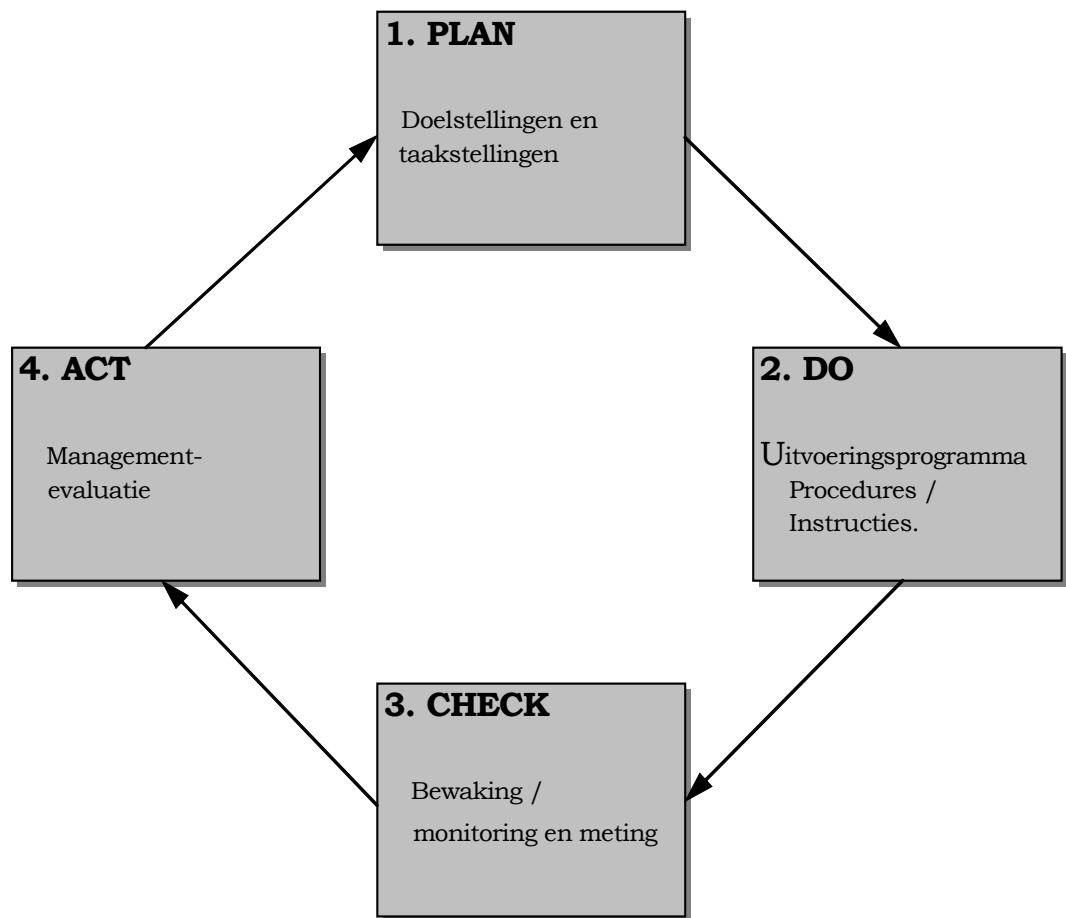 1. PLAN
Doelstellingen en
taakstellingen
2. DO
Uitvoeringsprogramma
Procedures /
Instructies.
3. CHECK
Bewaking /
monitoring en meting
4. ACT
Management-
evaluatie